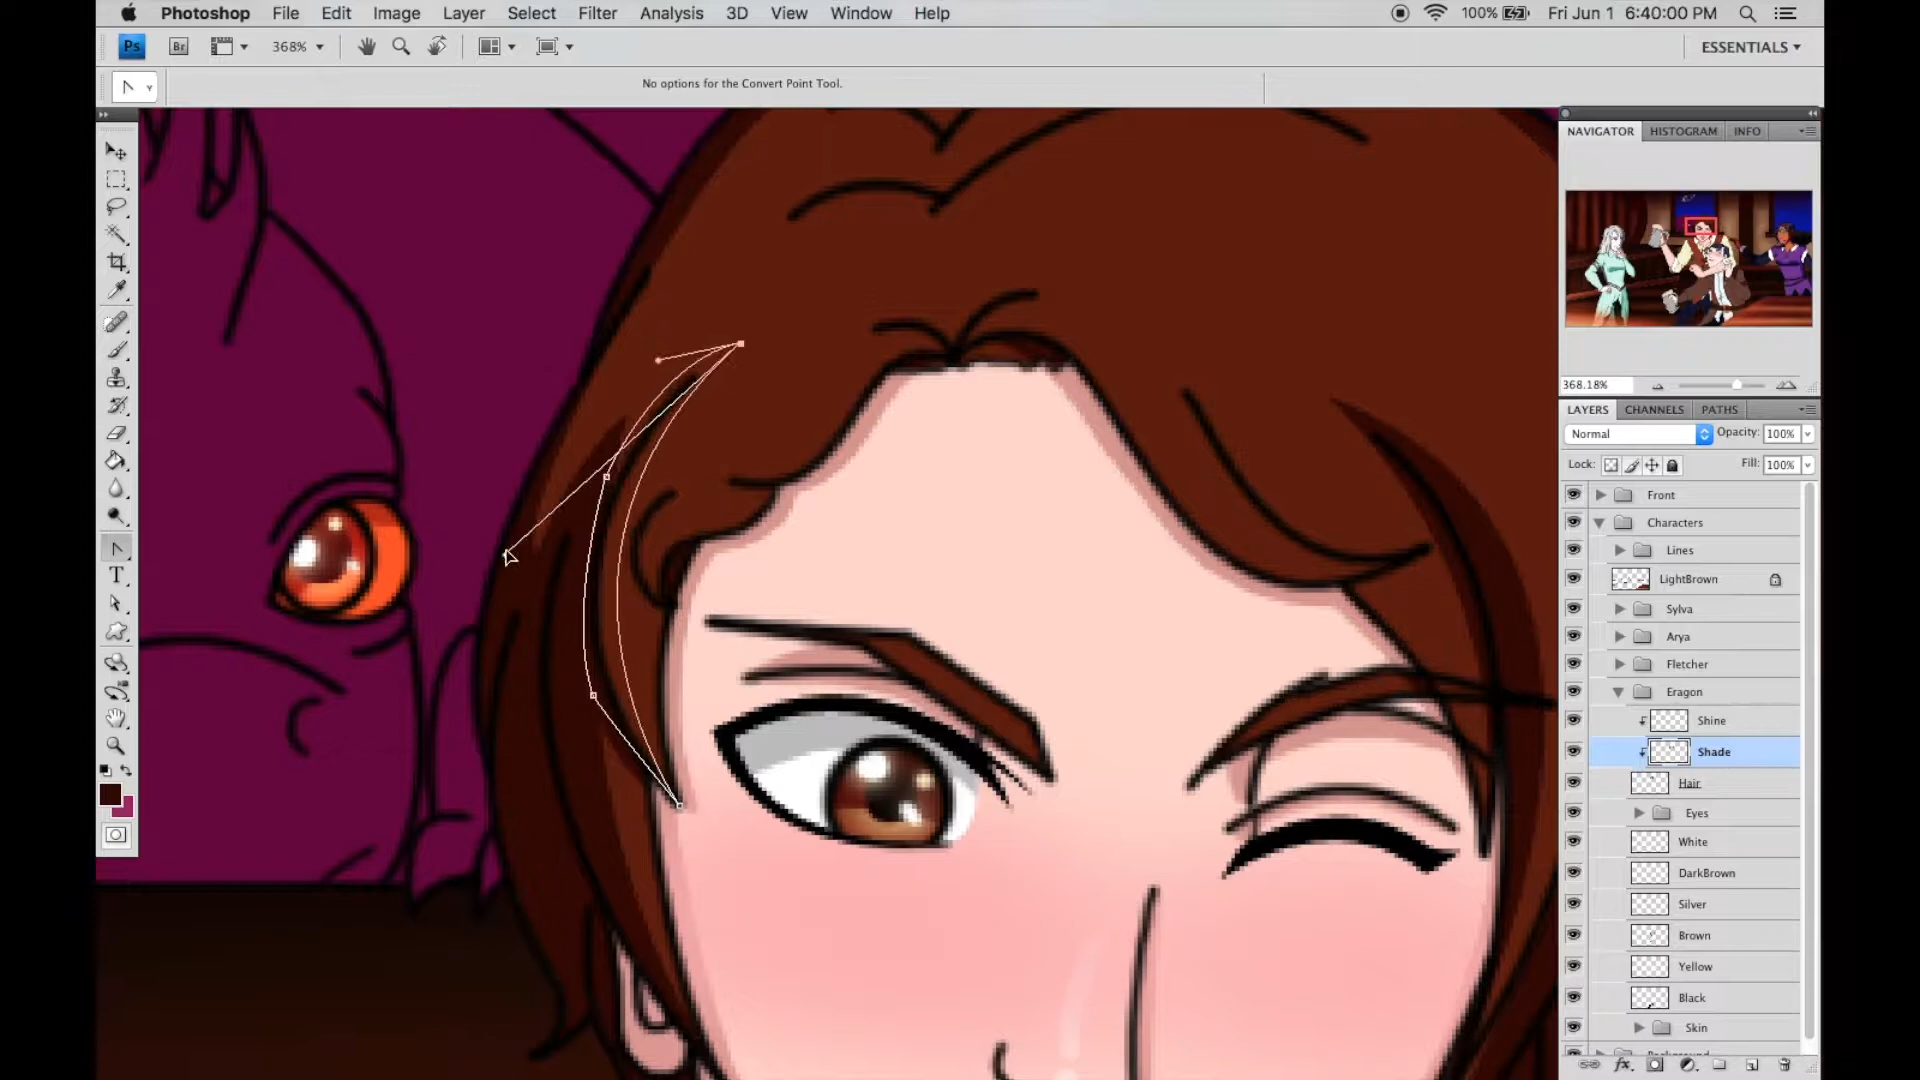 Photoshop File Edit Image Layer Select Filter Analysis 3D View Window Help 100% Fri Jun 1 6:40:00 PM
Ps Br 368% ESSENTIALS
No options for the Convert Point Tool.
NAVIGATOR HISTOGRAM INFO
368.18%
LAYERS CHANNELS PATHS
Normal Opacity: 100%
Lock: Fill: 100%
Front
Characters
Lines
LightBrown
Sylva
Arya
Fletcher
Eragon
Shine
Shade
Hair
Eyes
White
DarkBrown
Silver
Brown
Yellow
Black
Skin
T
fx